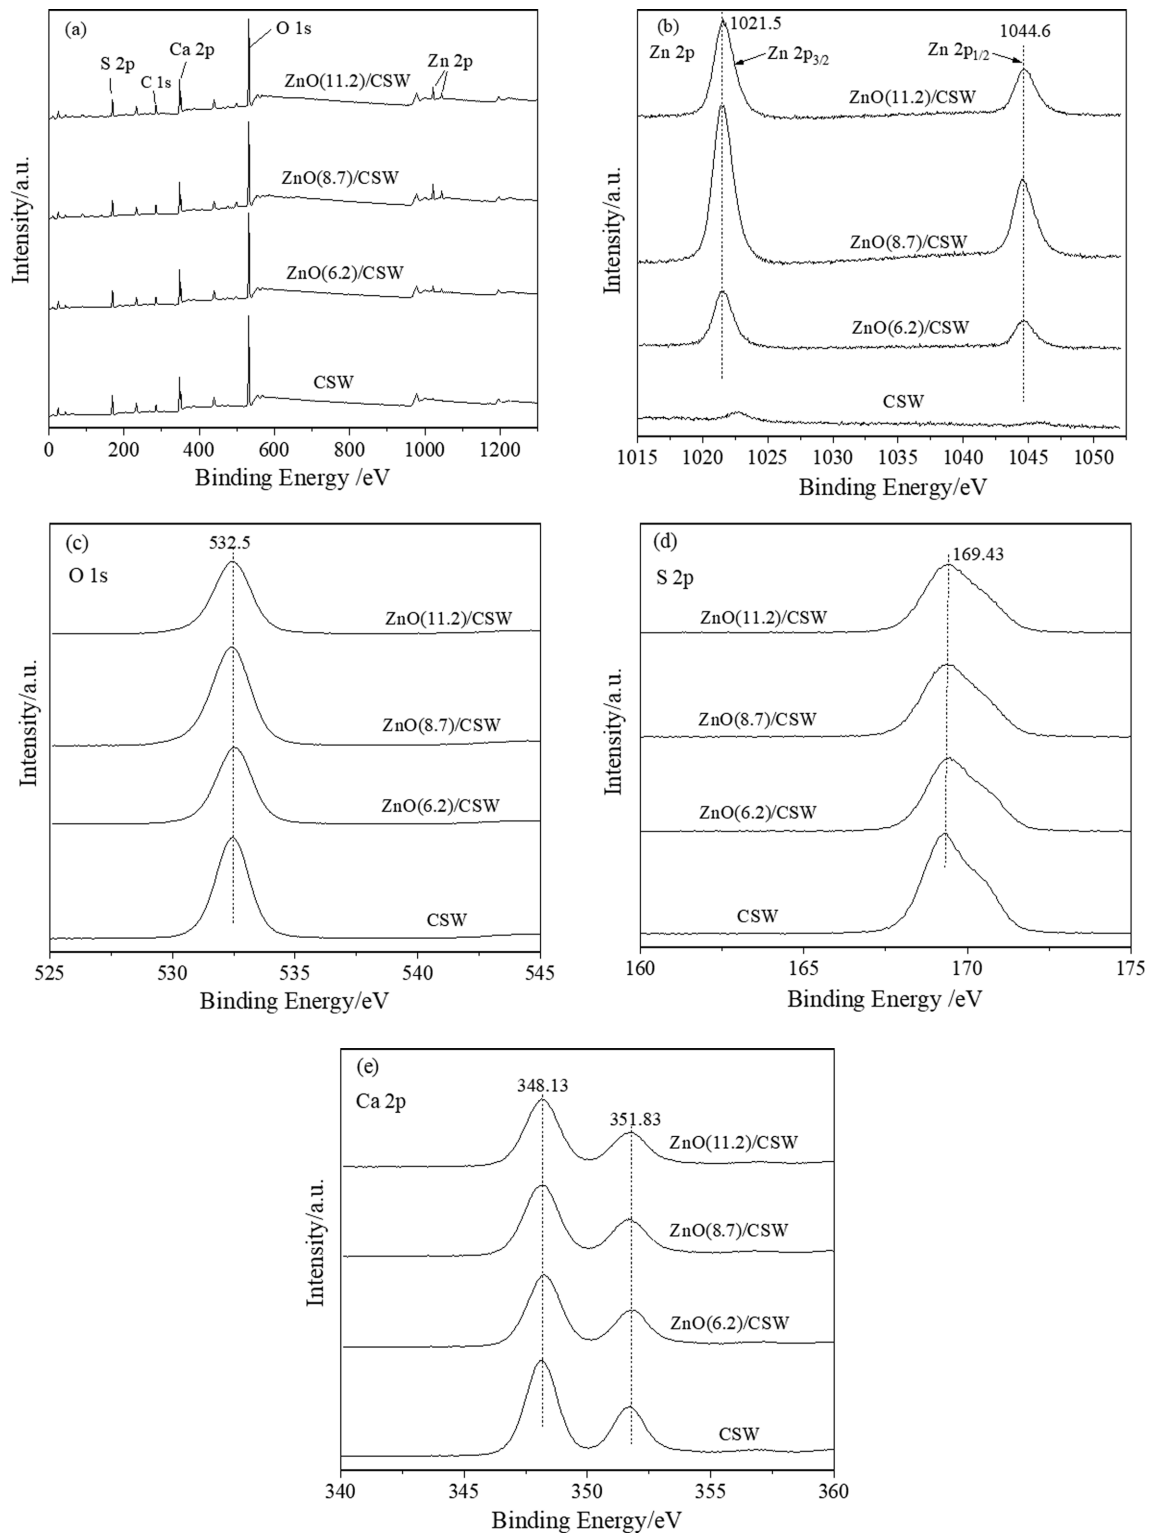 (a)
O 1s
S 2p
C 1s
Ca 2p
Zn 2p
ZnO(11.2)/CSW
ZnO(8.7)/CSW
ZnO(6.2)/CSW
CSW
Intensity/a.u.
0 200 400 600 800 1000 1200
Binding Energy /eV
(b)
1021.5
1044.6
Zn 2p
Zn 2p3/2
Zn 2p1/2
ZnO(11.2)/CSW
ZnO(8.7)/CSW
ZnO(6.2)/CSW
CSW
Intensity/a.u.
1015 1020 1025 1030 1035 1040 1045 1050
Binding Energy/eV
(c)
532.5
O 1s
ZnO(11.2)/CSW
ZnO(8.7)/CSW
ZnO(6.2)/CSW
CSW
Intensity/a.u.
525 530 535 540 545
Binding Energy/eV
(d)
169.43
S 2p
ZnO(11.2)/CSW
ZnO(8.7)/CSW
ZnO(6.2)/CSW
CSW
Intensity/a.u.
160 165 170 175
Binding Energy /eV
(e)
348.13
Ca 2p
351.83
ZnO(11.2)/CSW
ZnO(8.7)/CSW
ZnO(6.2)/CSW
CSW
Intensity/a.u.
340 345 350 355 360
Binding Energy/eV